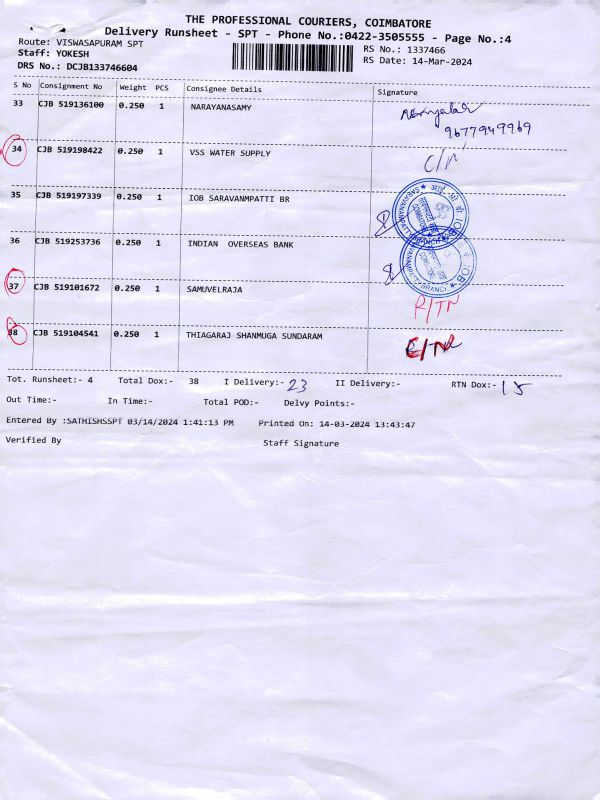 THE PROFESSIONAL COURIERS, COIMBATORE
Delivery Runsheet - SPT - Phone No.:0422-3505555 - Page No.:4
Route: VISWASAPURAM SPT
RS No.: 1337466
Staff: YOKESH
RS Date: 14-Mar-2024
DRS No.: DCJB133746604
S No Consignment No Weight PCS Consignee Details Signature
33 CJB 519136100 0.250 1 NARAYANASAMY
9677949969
34 CJB 519198422 0.250 1 VSS WATER SUPPLY
35 CJB 519197339 0.250 1 IOB SARAVANMPATTI BR
36 CJB 519253736 0.250 1 INDIAN OVERSEAS BANK
37 CJB 519101672 0.250 1 SAMUVELRAJA
R/TN
38 CJB 519104541 0.250 1 THIAGARAJ SHANMUGA SUNDARAM
Tot. Runsheet:- 4 Total Dox:- 38 I Delivery:- 23 II Delivery:- RTN Dox:- 15
Out Time:- In Time:- Total POD:- Delvy Points:-
Entered By :SATHISHSSPT 03/14/2024 1:41:13 PM Printed On: 14-03-2024 13:43:47
Verified By Staff Signature